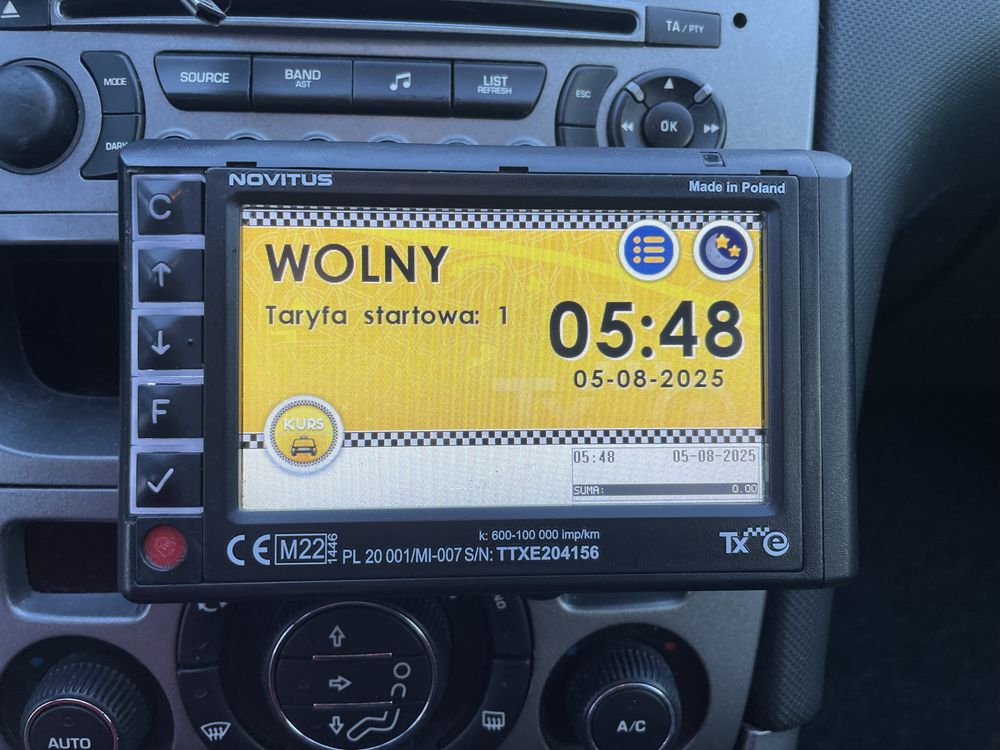 TA / PTY
SOURCE
BAND
AST
LIST
REFRESH
MODE
ESC
DARK
OK
NOVITUS
Made in Poland
C
WOLNY
Taryfa startowa: 1
05:48
05-08-2025
F
KURS
05:48 05-08-2025
SUMA: 0.00
k: 600-100 000 imp/km
CE M22 1446 PL 20 001/MI-007 S/N: TTXE204156
Tx e
AUTO
A/C